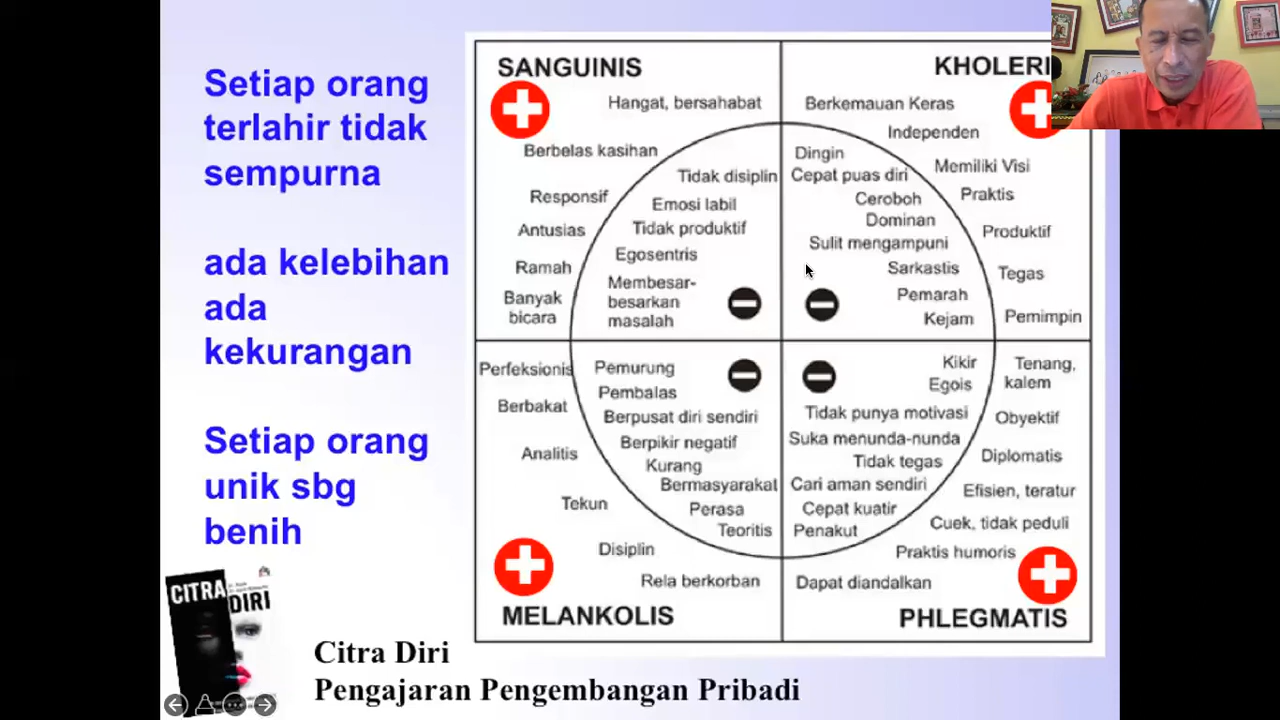 Setiap orang
terlahir tidak
sempurna
ada kelebihan
ada
kekurangan
Setiap orang
unik sbg
benih
SANGUINIS
Hangat, bersahabat
Berbelas kasihan
Responsif
Antusias
Ramah
Banyak
bicara
Tidak disiplin
Emosi labil
Tidak produktif
Egosentris
Membesar-
besarkan
masalah
KHOLERI
Berkemauan Keras
Independen
Memiliki Visi
Praktis
Produktif
Tegas
Pemimpin
Dingin
Cepat puas diri
Ceroboh
Dominan
Sulit mengampuni
Sarkastis
Pemarah
Kejam
Perfeksionis
Berbakat
Analitis
Tekun
Disiplin
Rela berkorban
Pemurung
Pembalas
Berpusat diri sendiri
Berpikir negatif
Kurang
Bermasyarakat
Perasa
Teoritis
MELANKOLIS
Kikir
Egois
Tidak punya motivasi
Suka menunda-nunda
Tidak tegas
Cari aman sendiri
Cepat kuatir
Penakut
Tenang,
kalem
Obyektif
Diplomatis
Efisien, teratur
Cuek, tidak peduli
Praktis humoris
Dapat diandalkan
PHLEGMATIS
CITRA
DIRI
Citra Diri
Pengajaran Pengembangan Pribadi